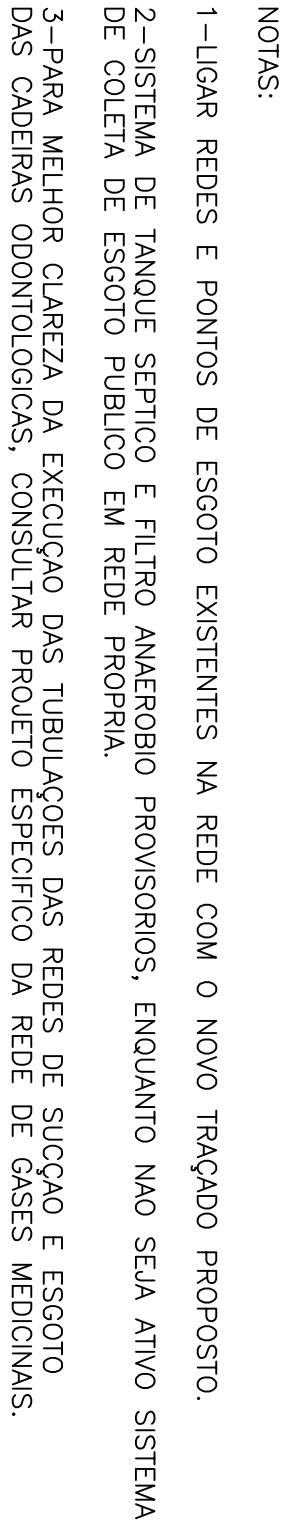 NOTAS:
1-LIGAR REDES E PONTOS DE ESGOTO EXISTENTES NA REDE COM O NOVO TRAÇADO PROPOSTO.
2-SISTEMA DE TANQUE SEPTICO E FILTRO ANAEROBIO PROVISORIOS, ENQUANTO NAO SEJA ATIVO SISTEMA
DE COLETA DE ESGOTO PUBLICO EM REDE PROPRIA.
3-PARA MELHOR CLAREZA DA EXECUÇAO DAS TUBULAÇOES DAS REDES DE SUCÇAO E ESGOTO
DAS CADEIRAS ODONTOLOGICAS, CONSULTAR PROJETO ESPECIFICO DA REDE DE GASES MEDICINAIS.